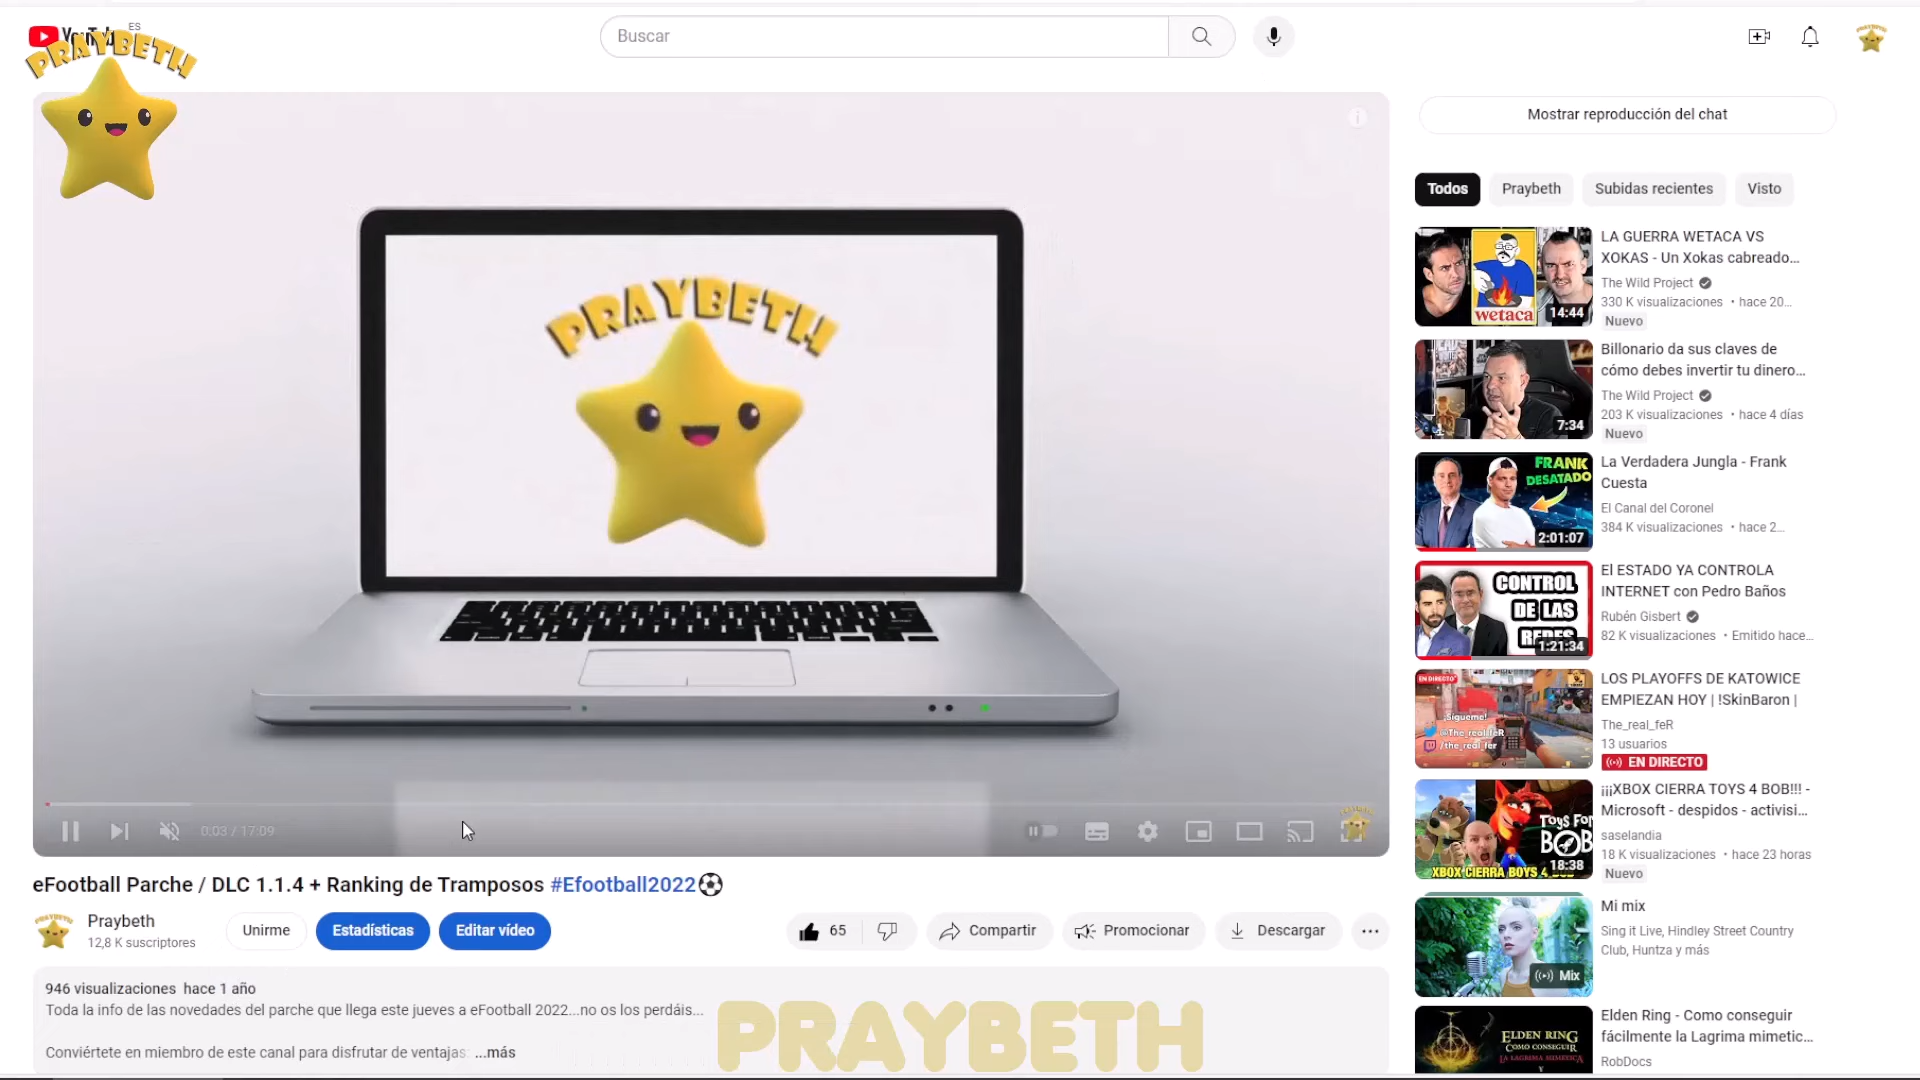 ES
PRAYBETH
Buscar
PRAYBETH
0:03 / 17:09
eFootball Parche / DLC 1.1.4 + Ranking de Tramposos #Efootball2022
Praybeth
12,8 K suscriptores
Unirme
Estadísticas
Editar vídeo
65
Compartir
Promocionar
Descargar
946 visualizaciones hace 1 año
Toda la info de las novedades del parche que llega este jueves a eFootball 2022...no os los perdáis...
Conviértete en miembro de este canal para disfrutar de ventajas: ...más
PRAYBETH
Mostrar reproducción del chat
Todos
Praybeth
Subidas recientes
Visto
wetaca
14:44
LA GUERRA WETACA VS
XOKAS - Un Xokas cabreado...
The Wild Project
330 K visualizaciones • hace 20...
Nuevo
7:34
Billonario da sus claves de
cómo debes invertir tu dinero...
The Wild Project
203 K visualizaciones • hace 4 días
Nuevo
FRANK
DESATADO
2:01:07
La Verdadera Jungla - Frank
Cuesta
El Canal del Coronel
384 K visualizaciones • hace 2...
CONTROL
DE LAS
REDES
1:21:34
El ESTADO YA CONTROLA
INTERNET con Pedro Baños
Rubén Gisbert
82 K visualizaciones • Emitido hace...
EN DIRECTO
¡Sígueme!
@The_realfeR
/the_real_fer
LOS PLAYOFFS DE KATOWICE
EMPIEZAN HOY | !SkinBaron |
The_real_feR
13 usuarios
EN DIRECTO
TOYS FOR
BOB
18:38
XBOX CIERRA BOYS 4 BOB
¡¡¡XBOX CIERRA TOYS 4 BOB!!! -
Microsoft - despidos - activisi...
saselandia
18 K visualizaciones • hace 23 horas
Nuevo
Mix
Mi mix
Sing it Live, Hindley Street Country
Club, Huntza y más
ELDEN RING
COMO CONSEGUIR
LA LAGRIMA MIMETICA
Y
Elden Ring - Como conseguir
fácilmente la Lagrima mimetic...
RobDocs